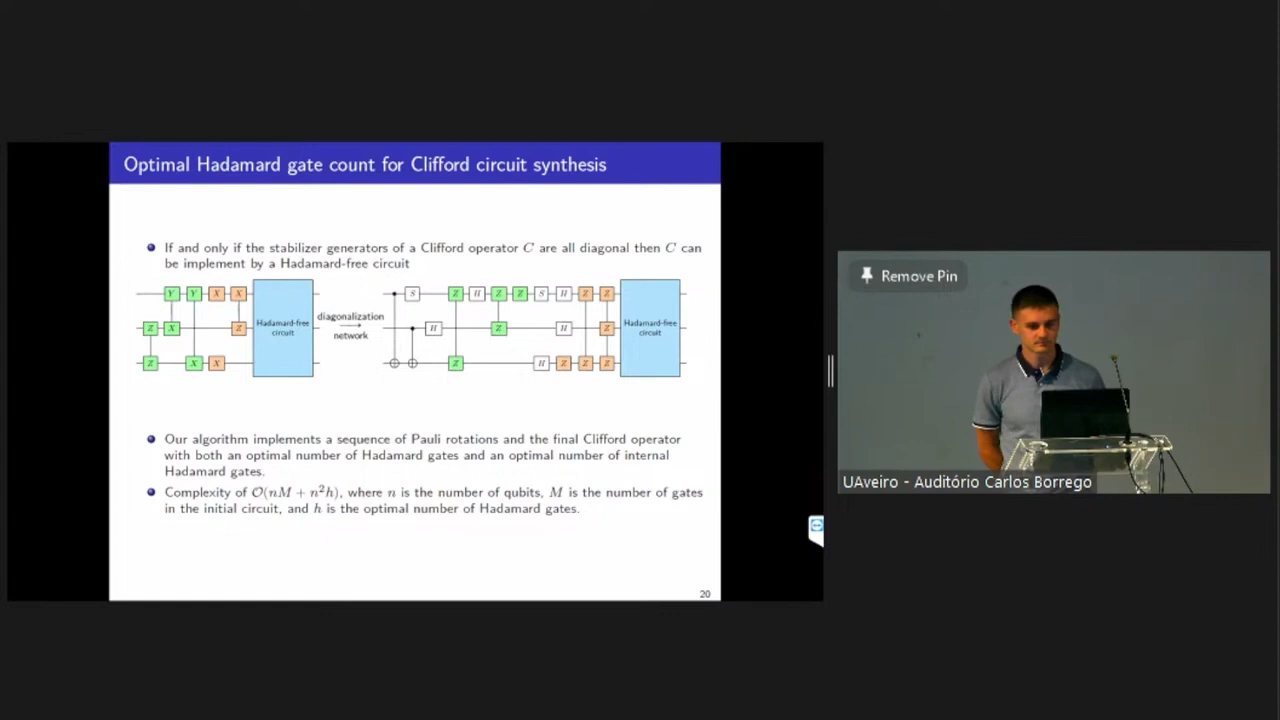 Optimal Hadamard gate count for Clifford circuit synthesis
If and only if the stabilizer generators of a Clifford operator C are all diagonal then C can
be implement by a Hadamard-free circuit
Y Y X X
Z X Z
Z X X
Hadamard-free
circuit
diagonalization
network
S Z H Z Z S H Z Z
H Z H Z
Z H Z Z Z
Hadamard-free
circuit
Our algorithm implements a sequence of Pauli rotations and the final Clifford operator
with both an optimal number of Hadamard gates and an optimal number of internal
Hadamard gates.
Complexity of O(nM + n²h), where n is the number of qubits, M is the number of gates
in the initial circuit, and h is the optimal number of Hadamard gates.
20
Remove Pin
UAveiro - Auditório Carlos Borrego